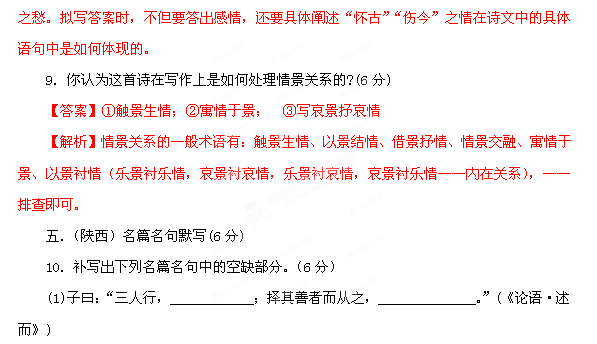 之愁。拟写答案时，不但要答出感情，还要具体阐述“怀古”“伤今”之情在诗文中的具体
语句中是如何体现的。
9．你认为这首诗在写作上是如何处理情景关系的?(6 分)
【答案】①触景生情；②寓情于景； ③写哀景抒哀情
【解析】情景关系的一般术语有：触景生情、以景结情、借景抒情、情景交融、寓情于
景、以景衬情（乐景衬乐情，哀景衬哀情，乐景衬哀情，哀景衬乐情——内在关系），一一
排查即可。
五．（陕西）名篇名句默写(6 分)
10．补写出下列名篇名句中的空缺部分。（6 分）
(1)子曰：“三人行，____________；择其善者而从之，______________。”(《论语·述
而》)